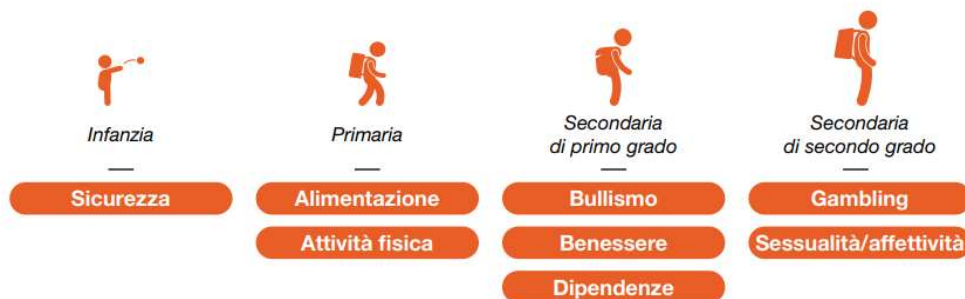 Infanzia
Sicurezza
Primaria
Alimentazione
Attività fisica
Secondaria
di primo grado
Bullismo
Benessere
Dipendenze
Secondaria
di secondo grado
Gambling
Sessualità/affettività